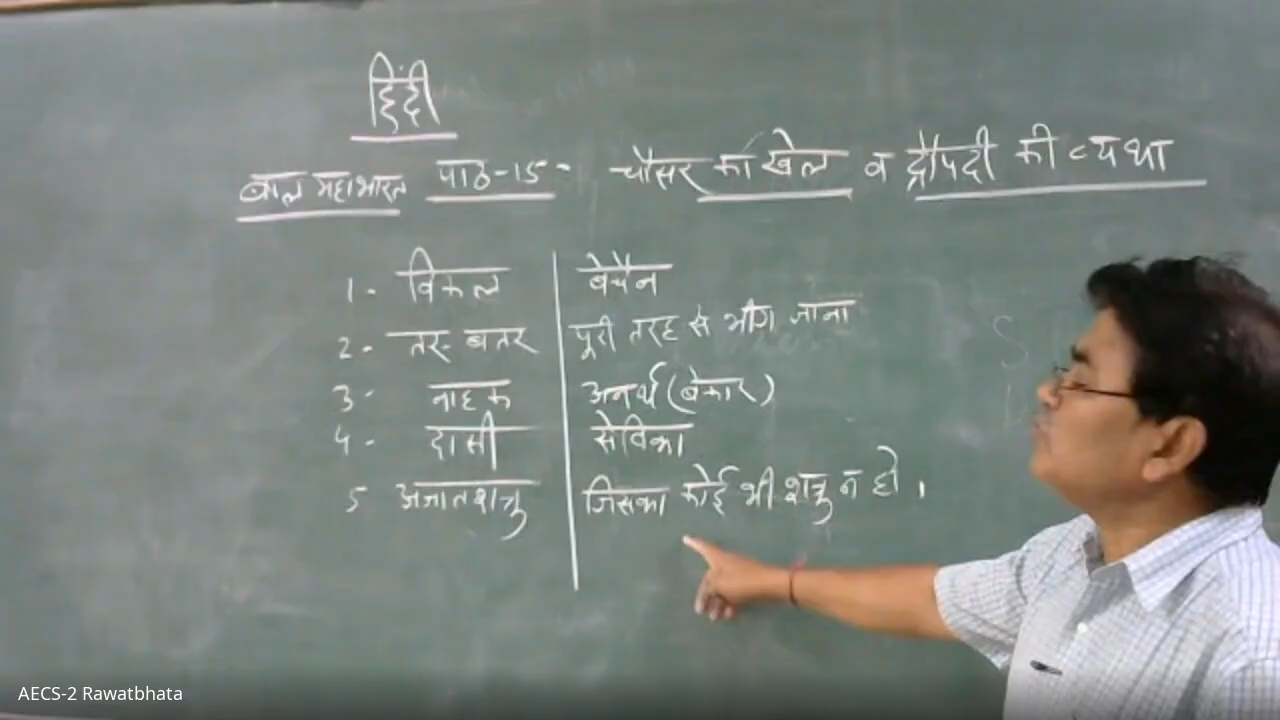 हिंदी
बाल महाभारत पाठ-15- चौसर का खेल व द्रौपदी की व्यथा
1- विकल बेचैन
2- तर-बतर पूरी तरह से भीग जाना
3- नाहक अनर्थ (बेकार)
4- दासी सेविका
5 अजातशत्रु जिसका कोई भी शत्रु न हो ।
AECS-2 Rawatbhata